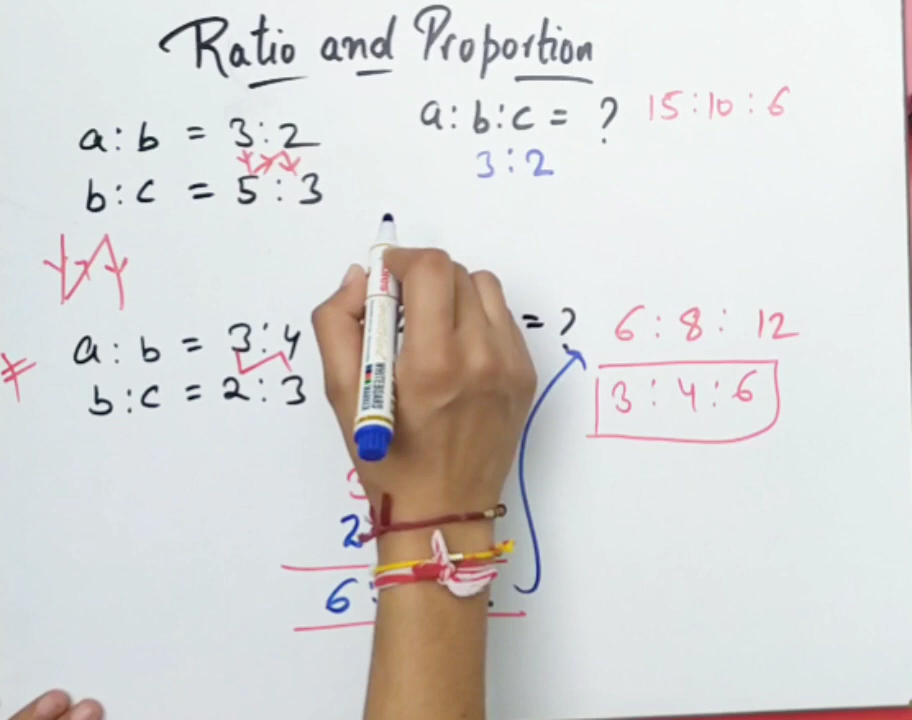 Ratio and Proportion
a : b = 3 : 2
a : b : c = ? 15 : 10 : 6
b : c = 5 : 3
3 : 2
a : b = 3 : 4
= ? 6 : 8 : 12
b : c = 2 : 3
3 : 4 : 6
3
2
6 :